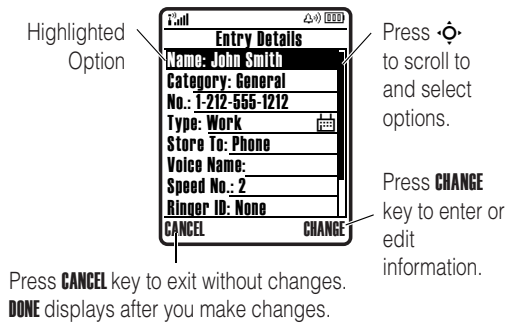 Highlighted
Option
Entry Details
Name: John Smith
Category: General
No.: 1-212-555-1212
Type: Work
Store To: Phone
Voice Name:
Speed No.: 2
Ringer ID: None
CANCEL CHANGE
Press
to scroll to
and select
options.
Press CHANGE
key to enter or
edit
information.
Press CANCEL key to exit without changes.
DONE displays after you make changes.